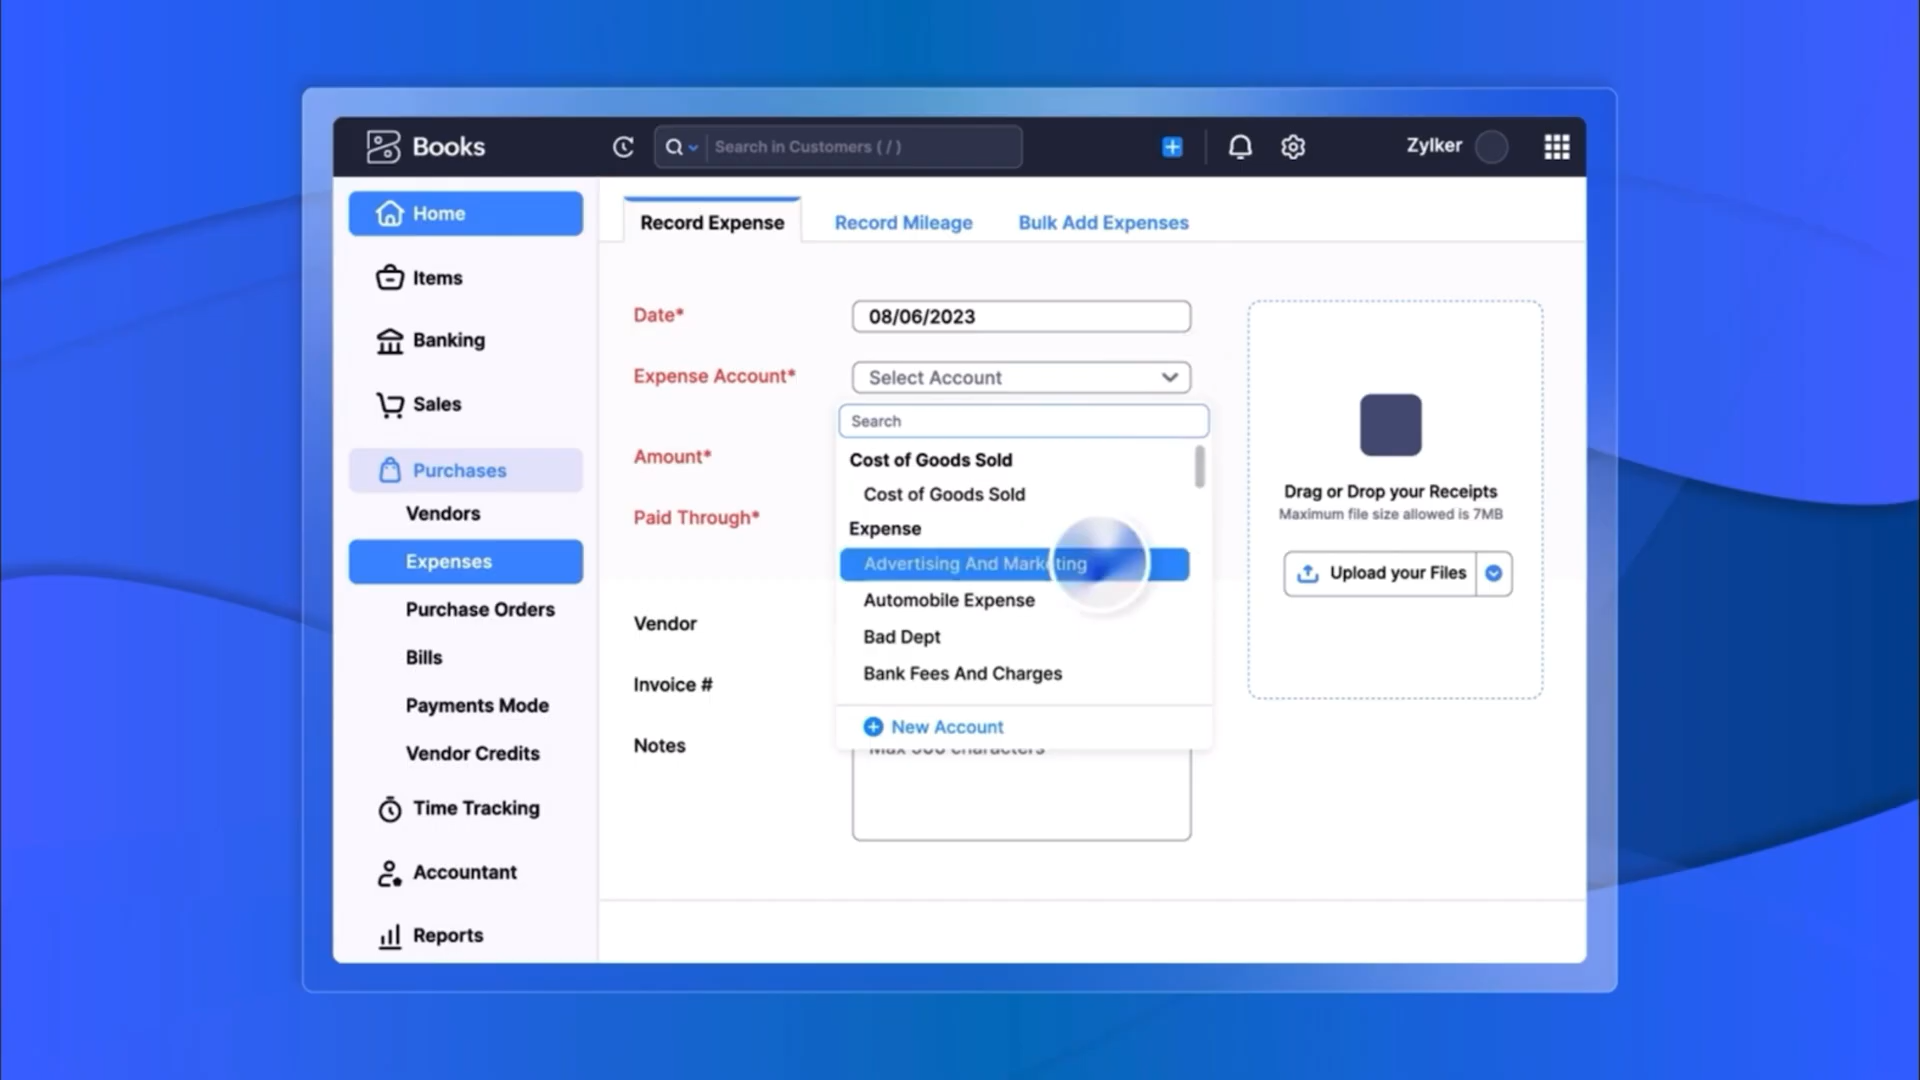 Books
Search in Customers ( / )
Zylker
Home
Items
Banking
Sales
Purchases
Vendors
Expenses
Purchase Orders
Bills
Payments Mode
Vendor Credits
Time Tracking
Accountant
Reports
Record Expense
Record Mileage
Bulk Add Expenses
Date*
08/06/2023
Expense Account*
Select Account
Search
Cost of Goods Sold
Cost of Goods Sold
Expense
Advertising And Marketing
Automobile Expense
Bad Dept
Bank Fees And Charges
New Account
Amount*
Paid Through*
Vendor
Invoice #
Notes
Max 500 characters
Drag or Drop your Receipts
Maximum file size allowed is 7MB
Upload your Files